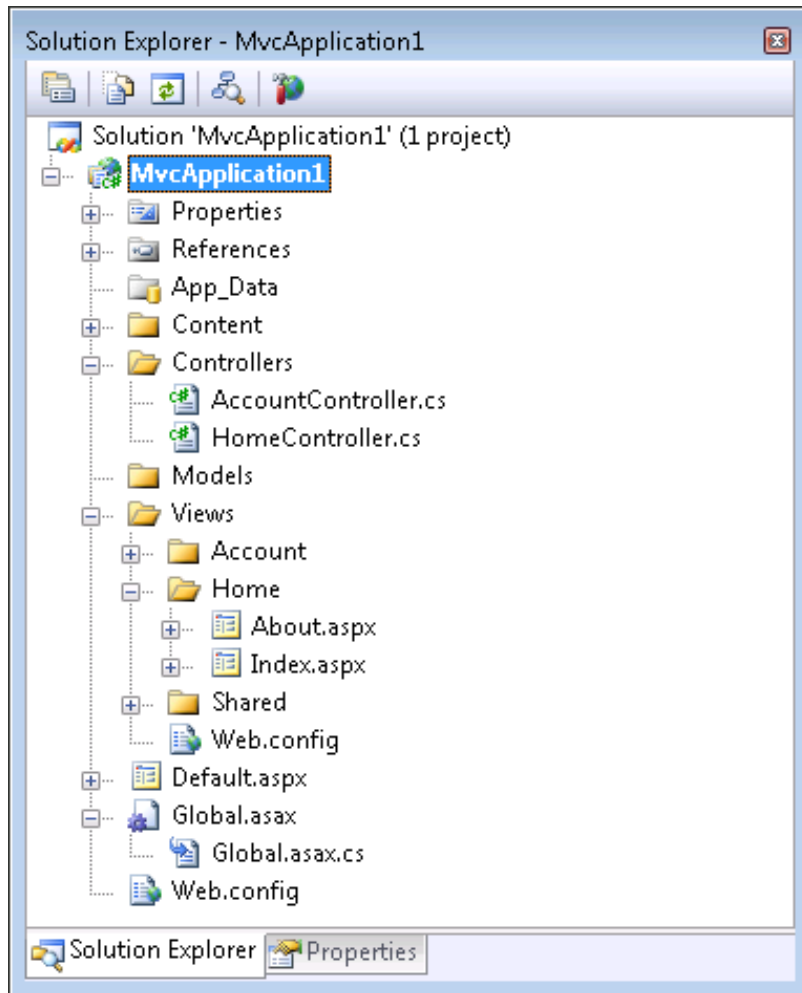 Solution Explorer - MvcApplication1
Solution 'MvcApplication1' (1 project)
MvcApplication1
Properties
References
App_Data
Content
Controllers
AccountController.cs
HomeController.cs
Models
Views
Account
Home
About.aspx
Index.aspx
Shared
Web.config
Default.aspx
Global.asax
Global.asax.cs
Web.config
Solution Explorer Properties